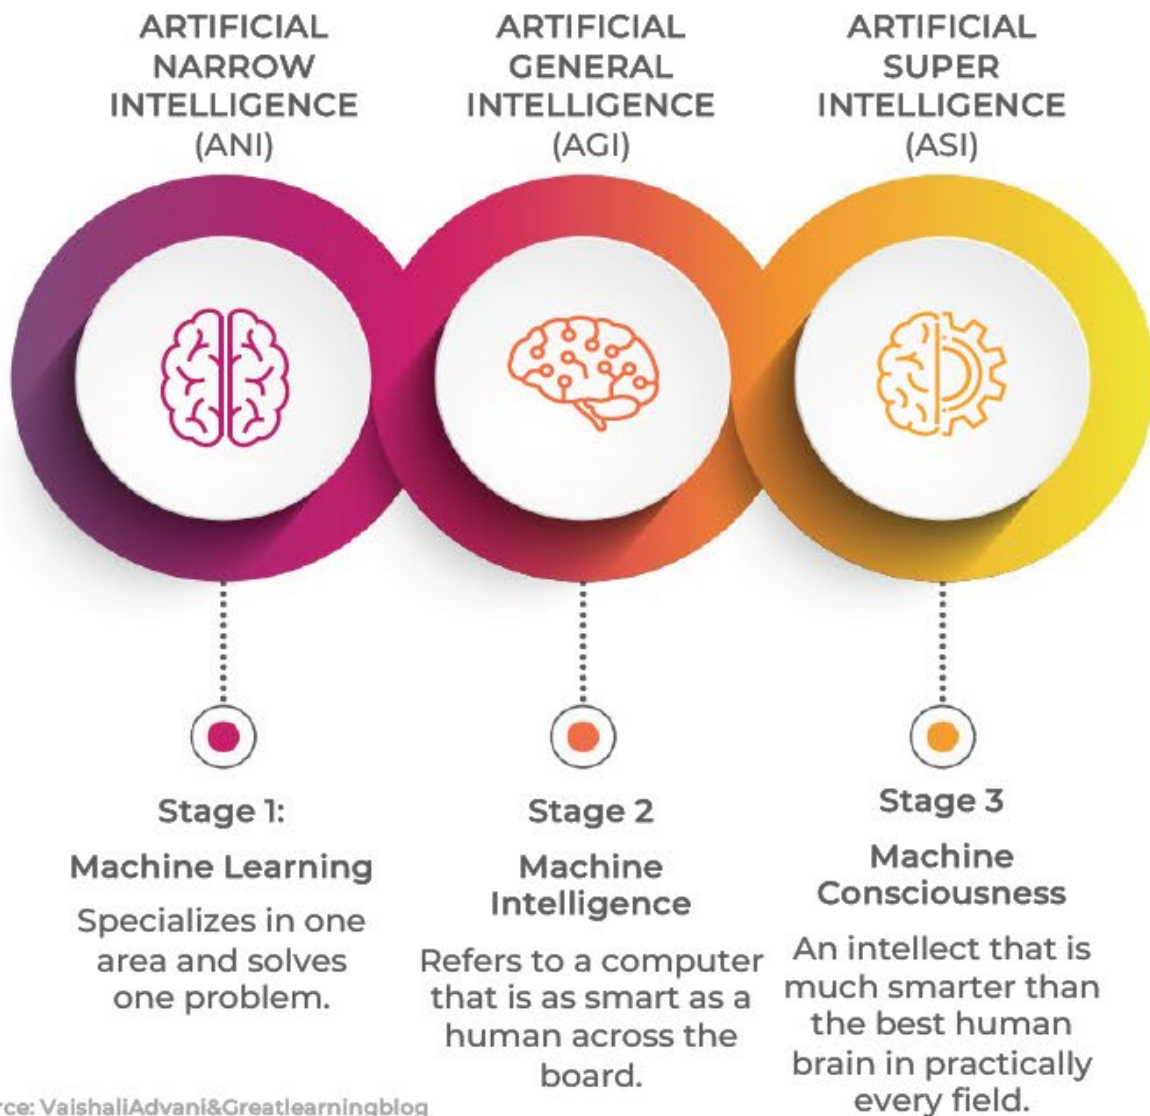 ARTIFICIAL
NARROW
INTELLIGENCE
(ANI)
ARTIFICIAL
GENERAL
INTELLIGENCE
(AGI)
ARTIFICIAL
SUPER
INTELLIGENCE
(ASI)
Stage 1:
Machine Learning
Specializes in one
area and solves
one problem.
Stage 2
Machine
Intelligence
Refers to a computer
that is as smart as a
human across the
board.
Stage 3
Machine
Consciousness
An intellect that is
much smarter than
the best human
brain in practically
every field.
rce: VaishaliAdvani&Greatlearningblog